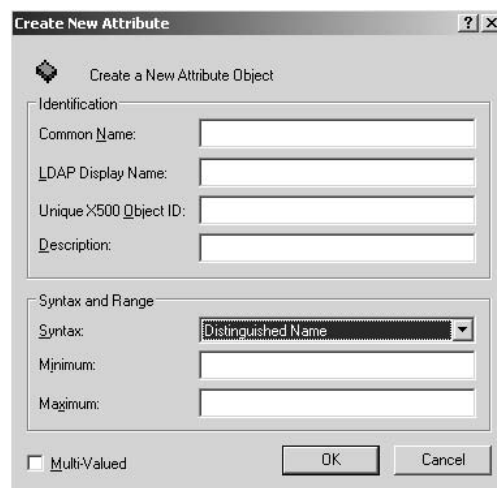 Create New Attribute
Create a New Attribute Object
Identification
Common Name:
LDAP Display Name:
Unique X500 Object ID:
Description:
Syntax and Range
Syntax: Distinguished Name
Minimum:
Maximum:
Multi-Valued OK Cancel